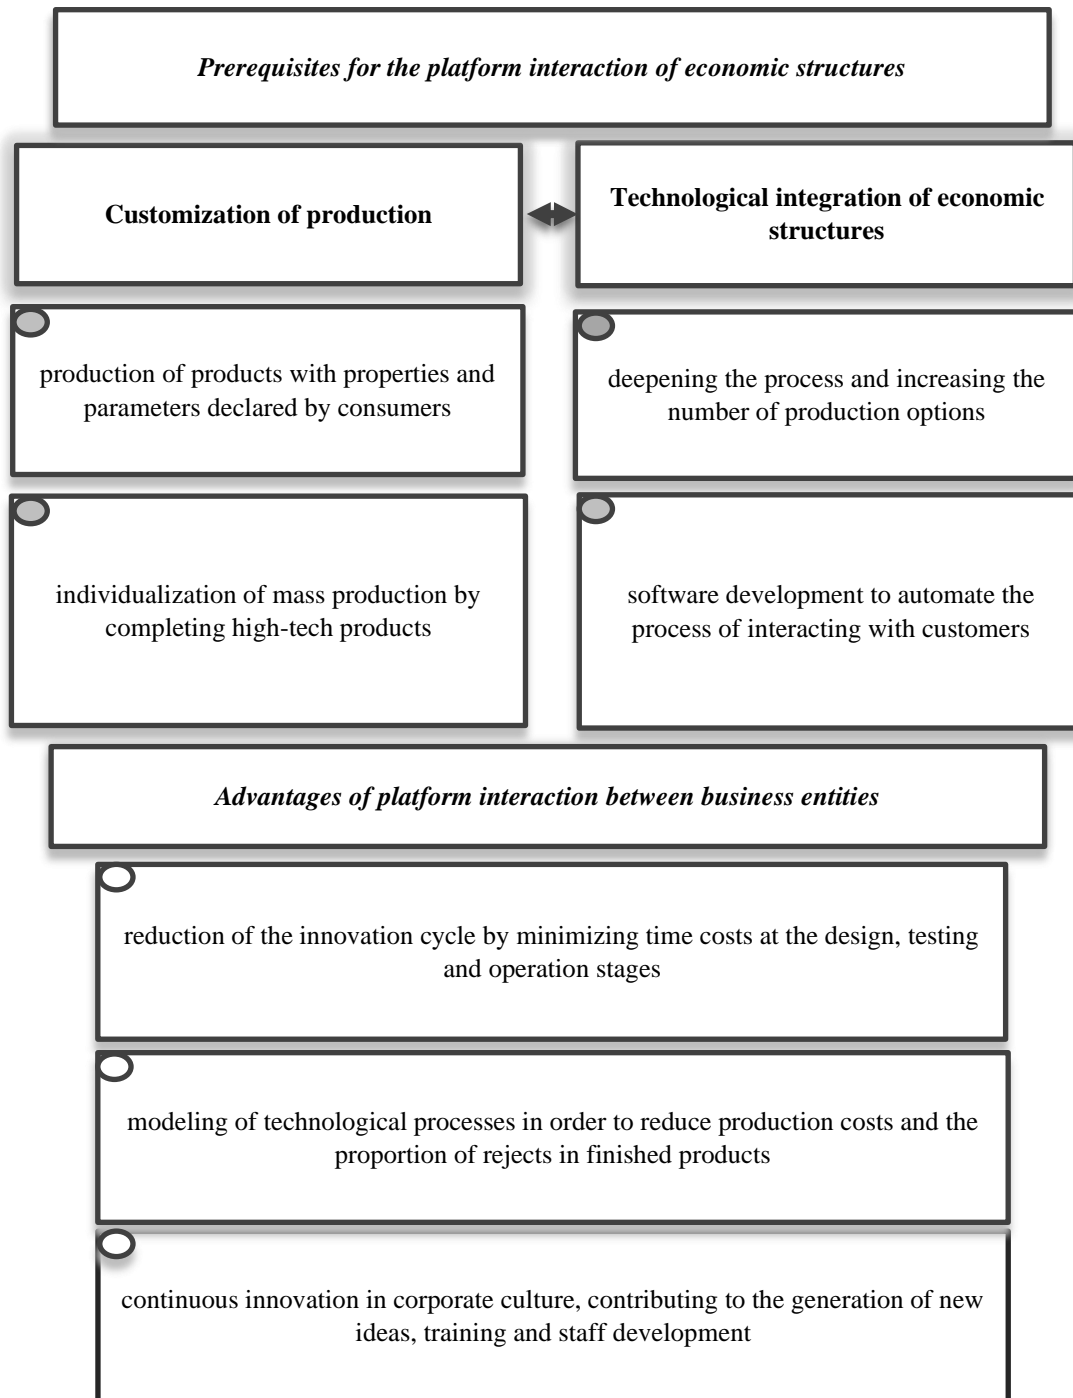 Prerequisites for the platform interaction of economic structures
Customization of production
Technological integration of economic
structures
production of products with properties and
parameters declared by consumers
deepening the process and increasing the
number of production options
individualization of mass production by
completing high-tech products
software development to automate the
process of interacting with customers
Advantages of platform interaction between business entities
reduction of the innovation cycle by minimizing time costs at the design, testing
and operation stages
modeling of technological processes in order to reduce production costs and the
proportion of rejects in finished products
continuous innovation in corporate culture, contributing to the generation of new
ideas, training and staff development